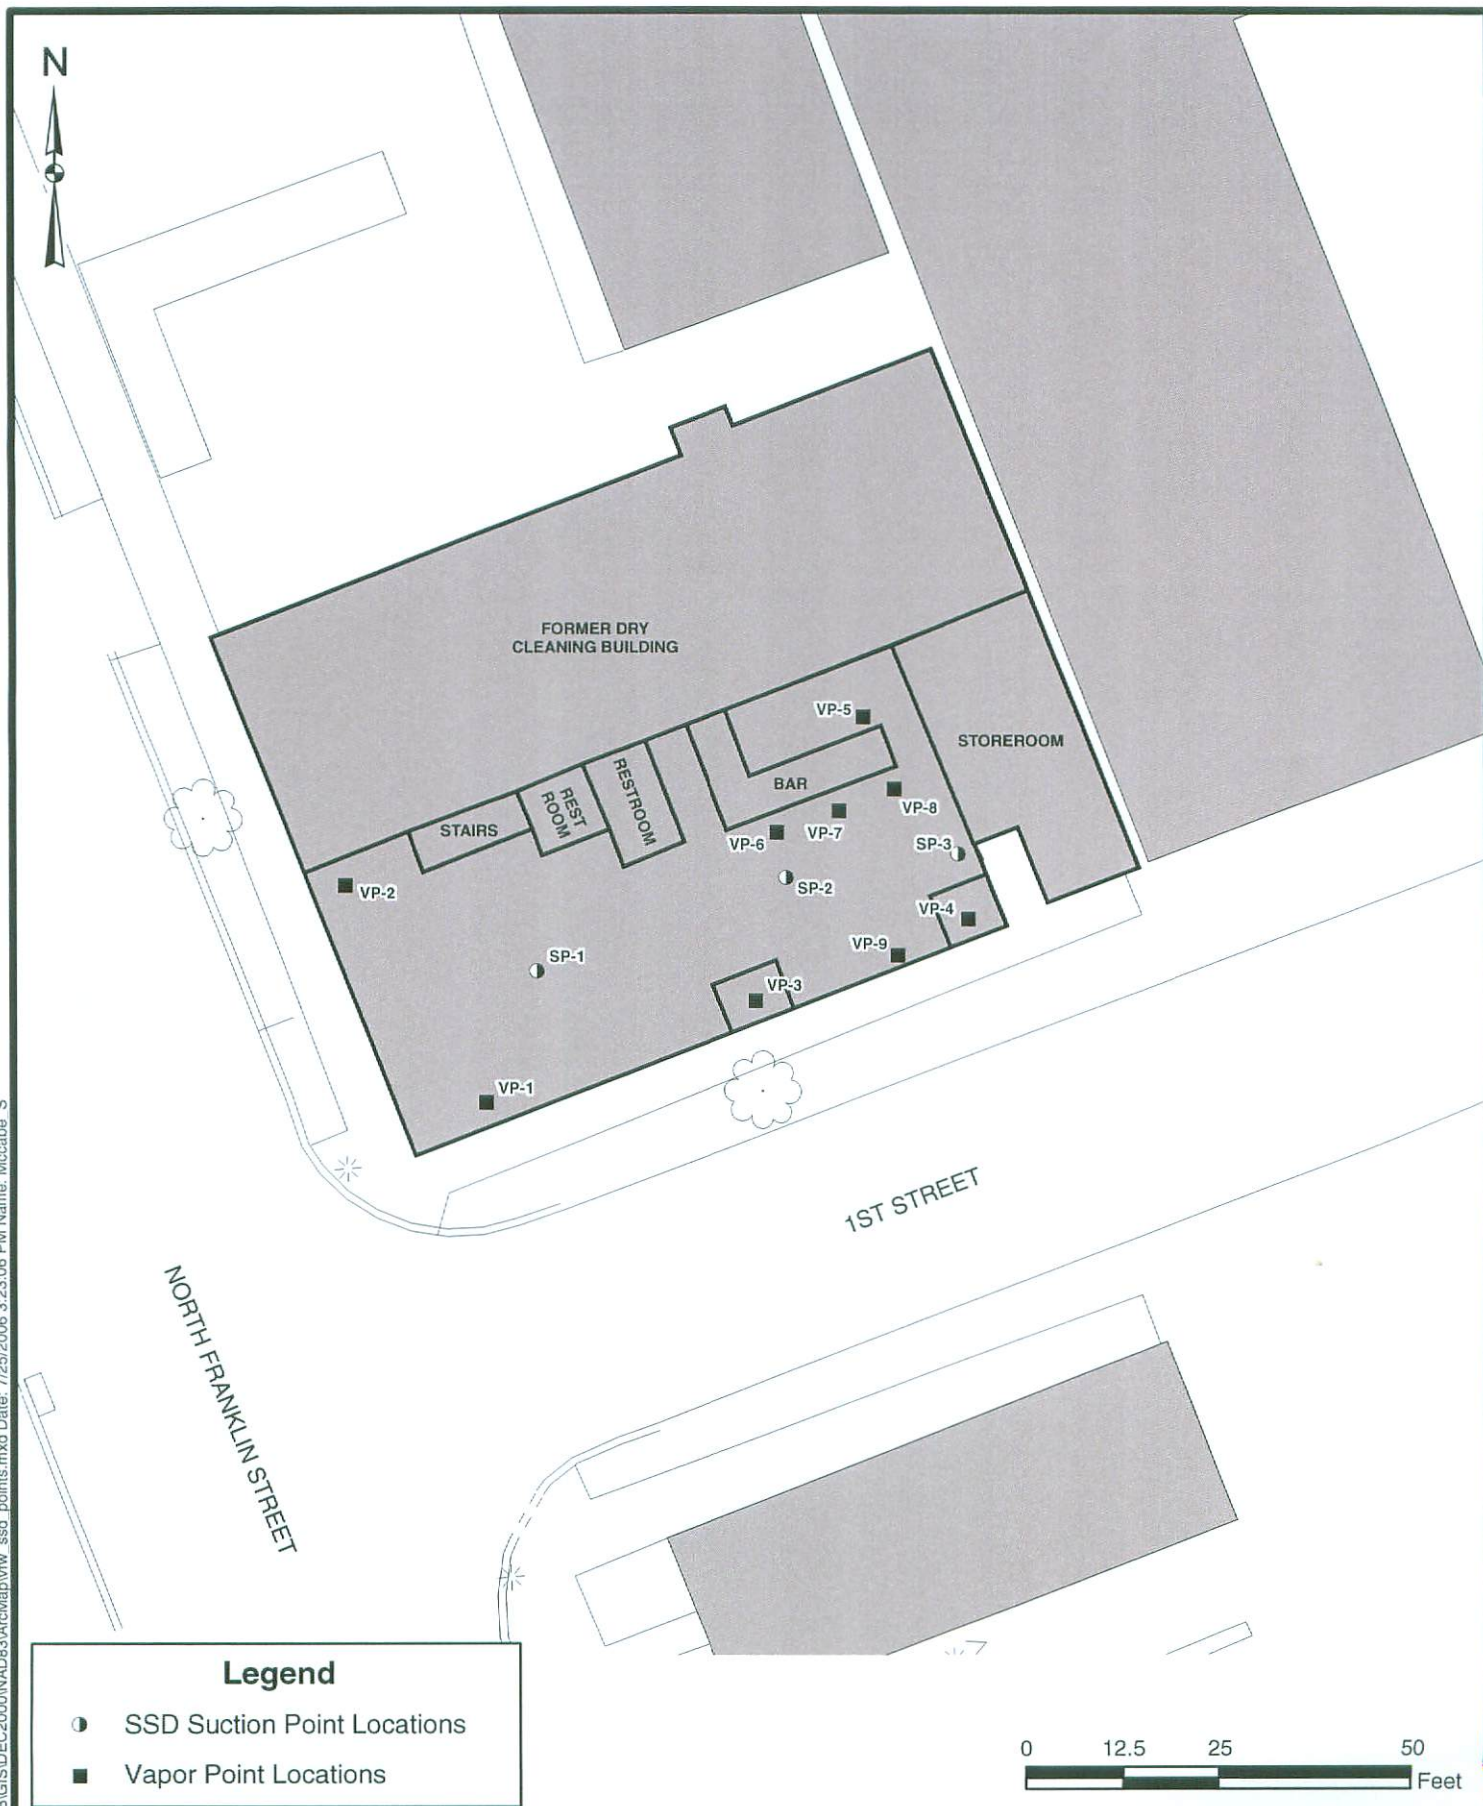 N
FORMER DRY
CLEANING BUILDING
VP-5
STOREROOM
RESTROOM
BAR
REST
ROOM
VP-8
STAIRS
VP-7
VP-6
SP-3
SP-2
VP-2
VP-4
VP-9
SP-1
VP-3
VP-1
1ST STREET
NORTH FRANKLIN STREET
Legend
SSD Suction Point Locations
Vapor Point Locations
0 12.5 25 50
Feet